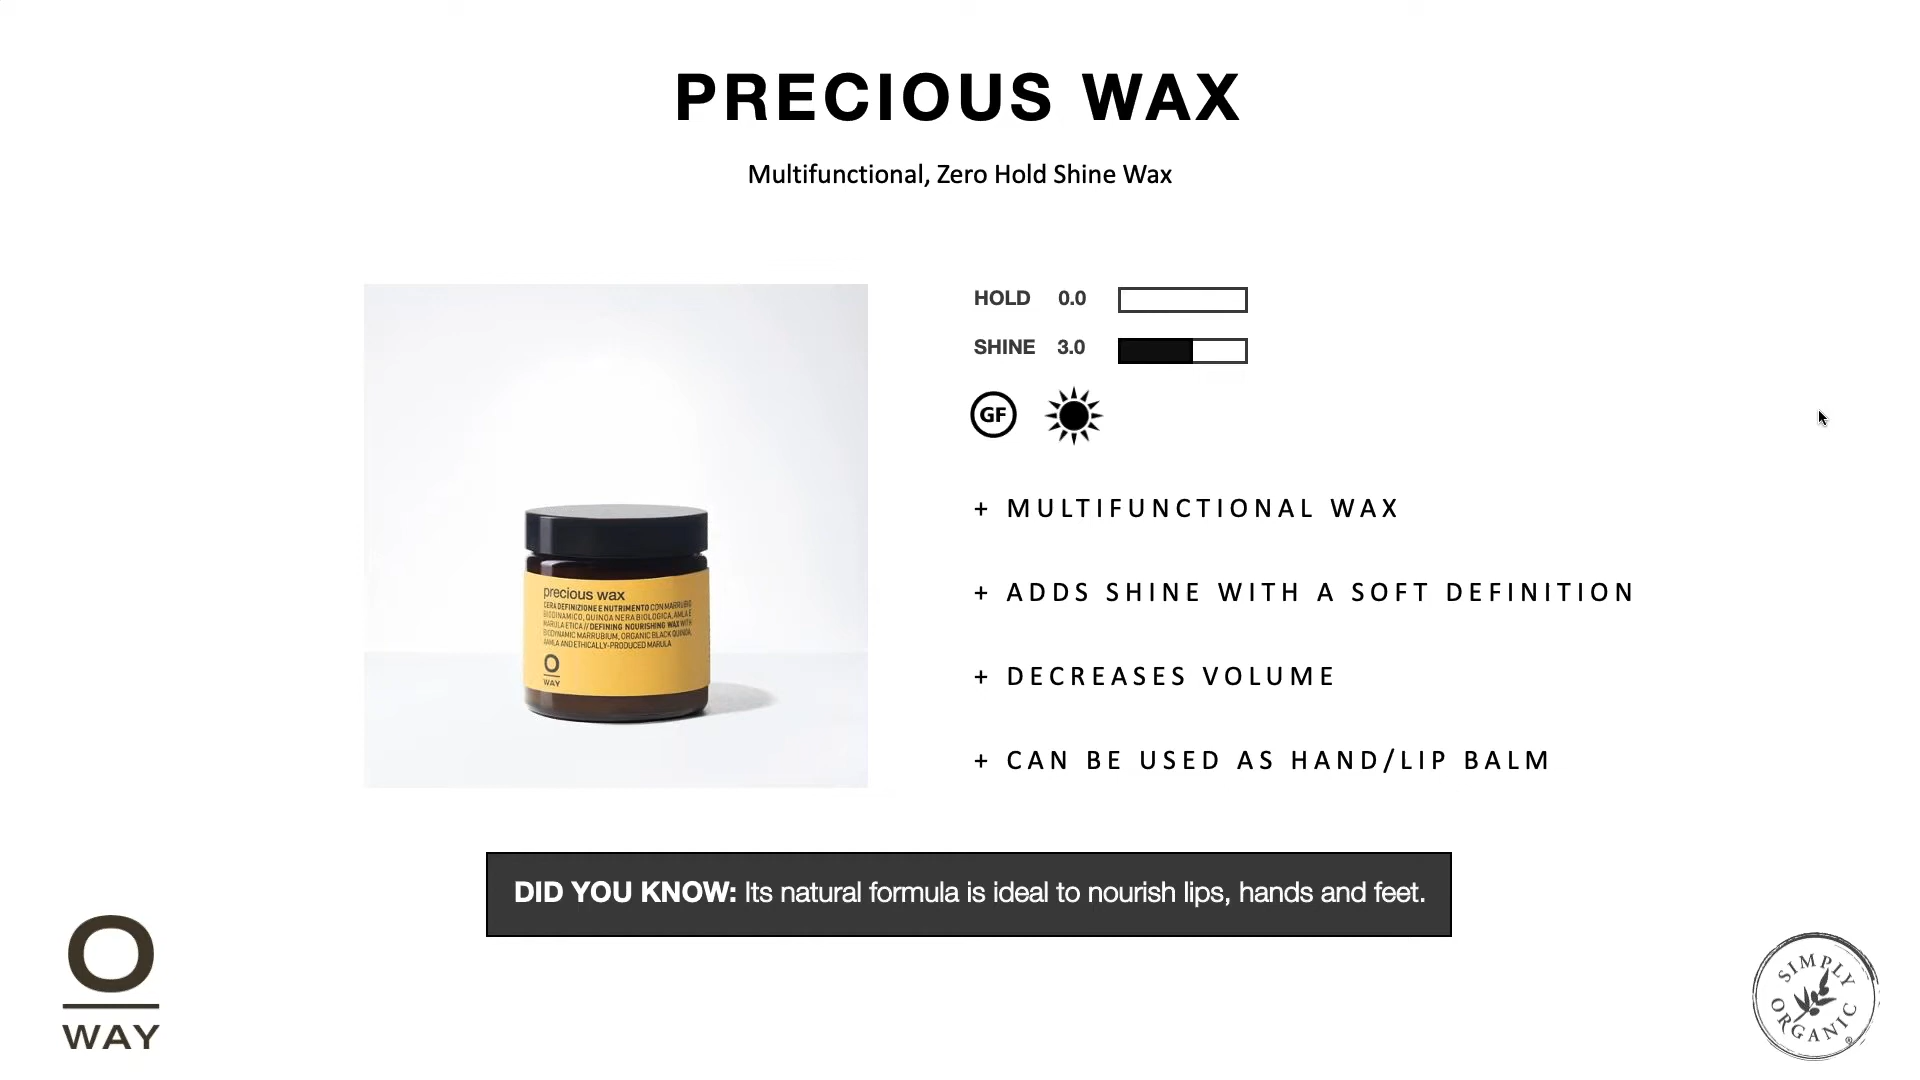 PRECIOUS WAX
Multifunctional, Zero Hold Shine Wax
HOLD 0.0
SHINE 3.0
GF
+ MULTIFUNCTIONAL WAX
+ ADDS SHINE WITH A SOFT DEFINITION
+ DECREASES VOLUME
+ CAN BE USED AS HAND/LIP BALM
precious wax
CERA DEFINIZIONE E NUTRIMENTO CON MARRUBIO
BIODINAMICO, QUINOA NERA BIOLOGICA, AMLA E
MARULA ETICA // DEFINING NOURISHING WAX WITH
BIODYNAMIC MARRUBIUM, ORGANIC BLACK QUINOA,
AMLA AND ETHICALLY-PRODUCED MARULA
O
WAY
DID YOU KNOW: Its natural formula is ideal to nourish lips, hands and feet.
O
WAY
SIMPLY
ORGANIC®